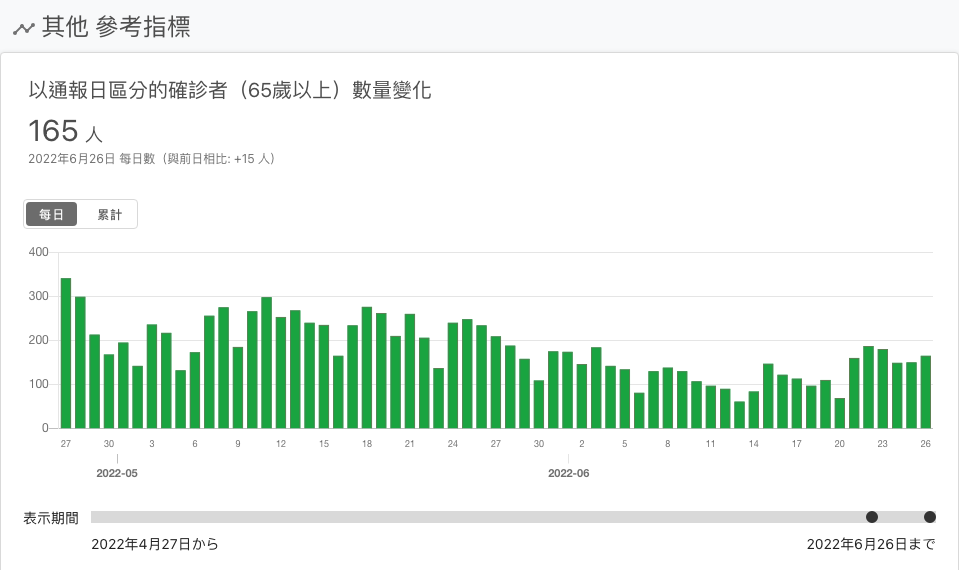 其他 參考指標
以通報日區分的確診者（65歲以上）數量變化
165 人
2022年6月26日 每日數（與前日相比: +15 人）
每日 累計
400
300
200
100
0
27 30 3 6 9 12 15 18 21 24 27 30 2 5 8 11 14 17 20 23 26
2022-05 2022-06
表示期間
2022年4月27日から 2022年6月26日まで